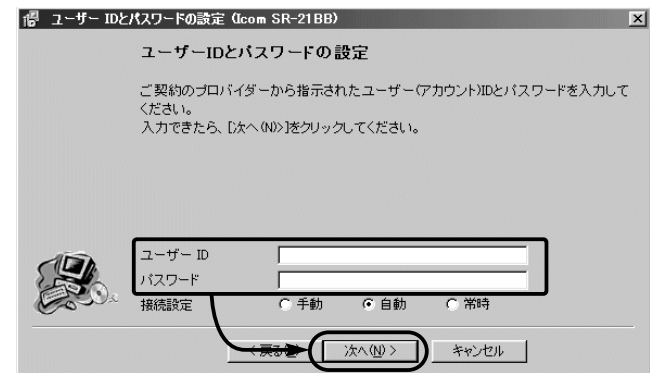 ユーザー IDとパスワードの設定 (Icom SR-21BB)
ユーザーIDとパスワードの設定
ご契約のプロバイダーから指示されたユーザー(アカウント)IDとパスワードを入力して
ください。
入力できたら、[次へ(N)>]をクリックしてください。
ユーザー ID
パスワード
接続設定 手動 自動 常時
< 戻る 次へ(N) > キャンセル